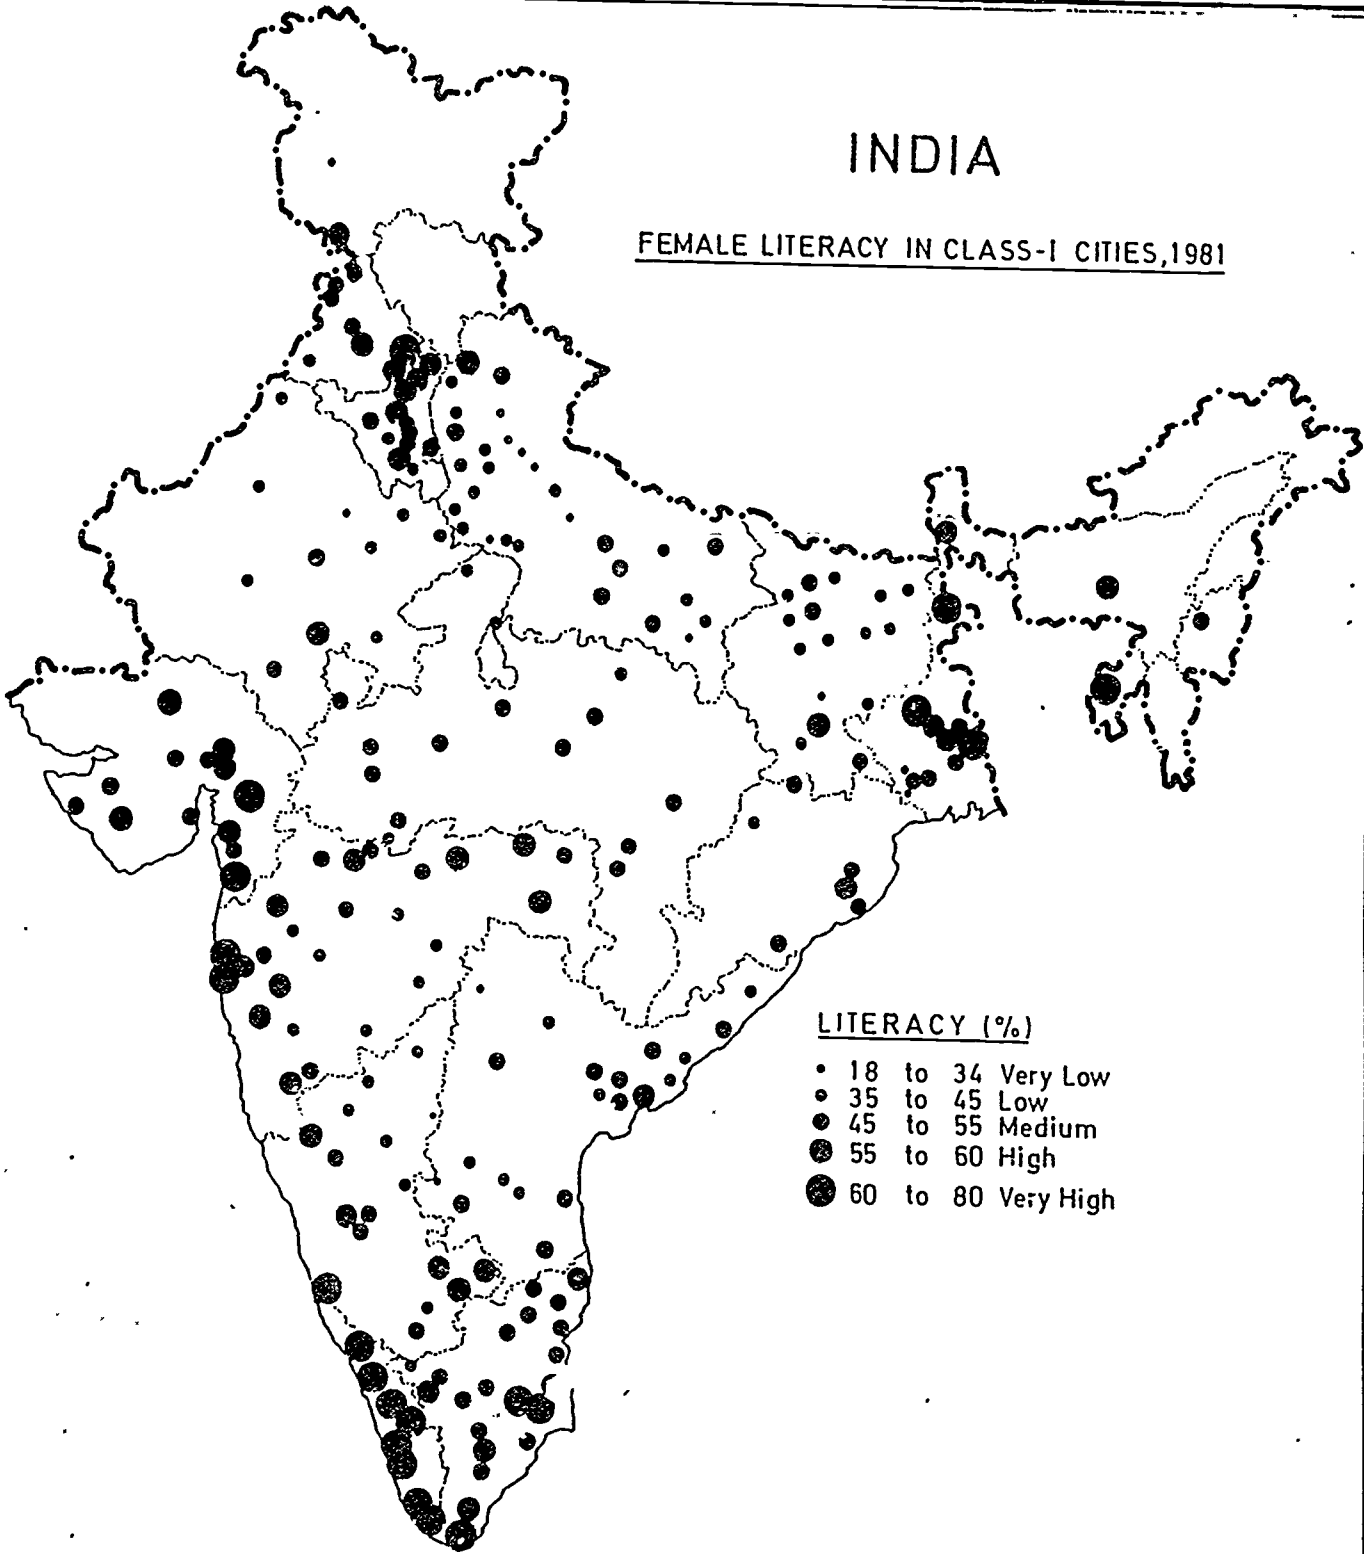 INDIA
FEMALE LITERACY IN CLASS-I CITIES,1981
LITERACY (%)
18 to 34 Very Low
35 to 45 Low
45 to 55 Medium
55 to 60 High
60 to 80 Very High